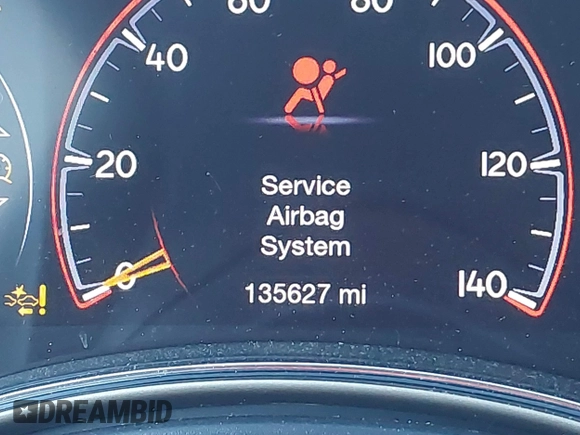 60 80
40 100
20 120
Service
Airbag
System
0 140
135627 mi
DREAMBID